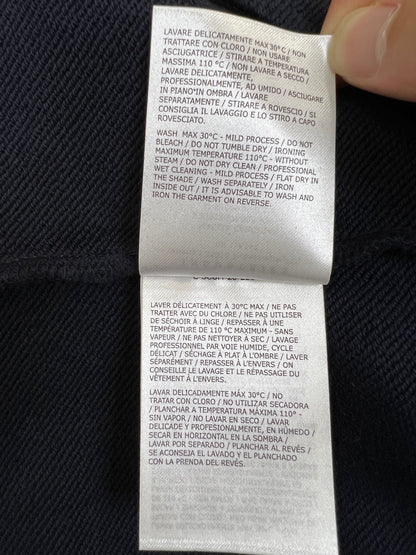 LAVARE DELICATAMENTE MAX 30°C / NON
TRATTARE CON CLORO / NON USARE
ASCIUGATRICE / STIRARE A TEMPERATURA
MASSIMA 110 °C / NON LAVARE A SECCO /
LAVARE DELICATAMENTE,
PROFESSIONALMENTE, AD UMIDO / ASCIUGARE
IN PIANO*IN OMBRA / LAVARE
SEPARATAMENTE / STIRARE A ROVESCIO / SI
CONSIGLIA IL LAVAGGIO E LO STIRO A CAPO
ROVESCIATO.
WASH MAX 30°C - MILD PROCESS / DO NOT
BLEACH / DO NOT TUMBLE DRY / IRONING
MAXIMUM TEMPERATURE 110°C - WITHOUT
STEAM / DO NOT DRY CLEAN / PROFESSIONAL
WET CLEANING - MILD PROCESS / FLAT DRY IN
THE SHADE / WASH SEPARATELY / IRON
INSIDE OUT / IT IS ADVISABLE TO WASH AND
IRON THE GARMENT ON REVERSE.
LAVER DÉLICATEMENT À 30°C MAX / NE PAS
TRAITER AVEC DU CHLORE / NE PAS UTILISER
DE SÉCHOIR À LINGE / REPASSER À UNE
TEMPÉRATURE DE 110 °C MAXIMUM - SANS
VAPEUR / NE PAS NETTOYER À SEC / LAVAGE
PROFESSIONNEL PAR VOIE HUMIDE, CYCLE
DÉLICAT / SÉCHAGE À PLAT À L'OMBRE / LAVER
SÉPARÉMENT / REPASSER À L'ENVERS / ON
CONSEILLE LE LAVAGE ET LE REPASSAGE DU
VÊTEMENT À L'ENVERS.
LAVAR DELICADAMENTE MÁX 30°C / NO
TRATAR CON CLORO / NO UTILIZAR SECADORA
/ PLANCHAR A TEMPERATURA MÁXIMA 110° -
SIN VAPOR / NO LAVAR EN SECO / LAVAR
DELICADE Y PROFESIONALMENTE, EN HÚMEDO /
SECAR EN HORIZONTAL EN LA SOMBRA /
LAVAR POR SEPARADO / PLANCHAR AL REVÉS /
SE ACONSEJA EL LAVADO Y EL PLANCHADO
CON LA PRENDA DEL REVÉS.